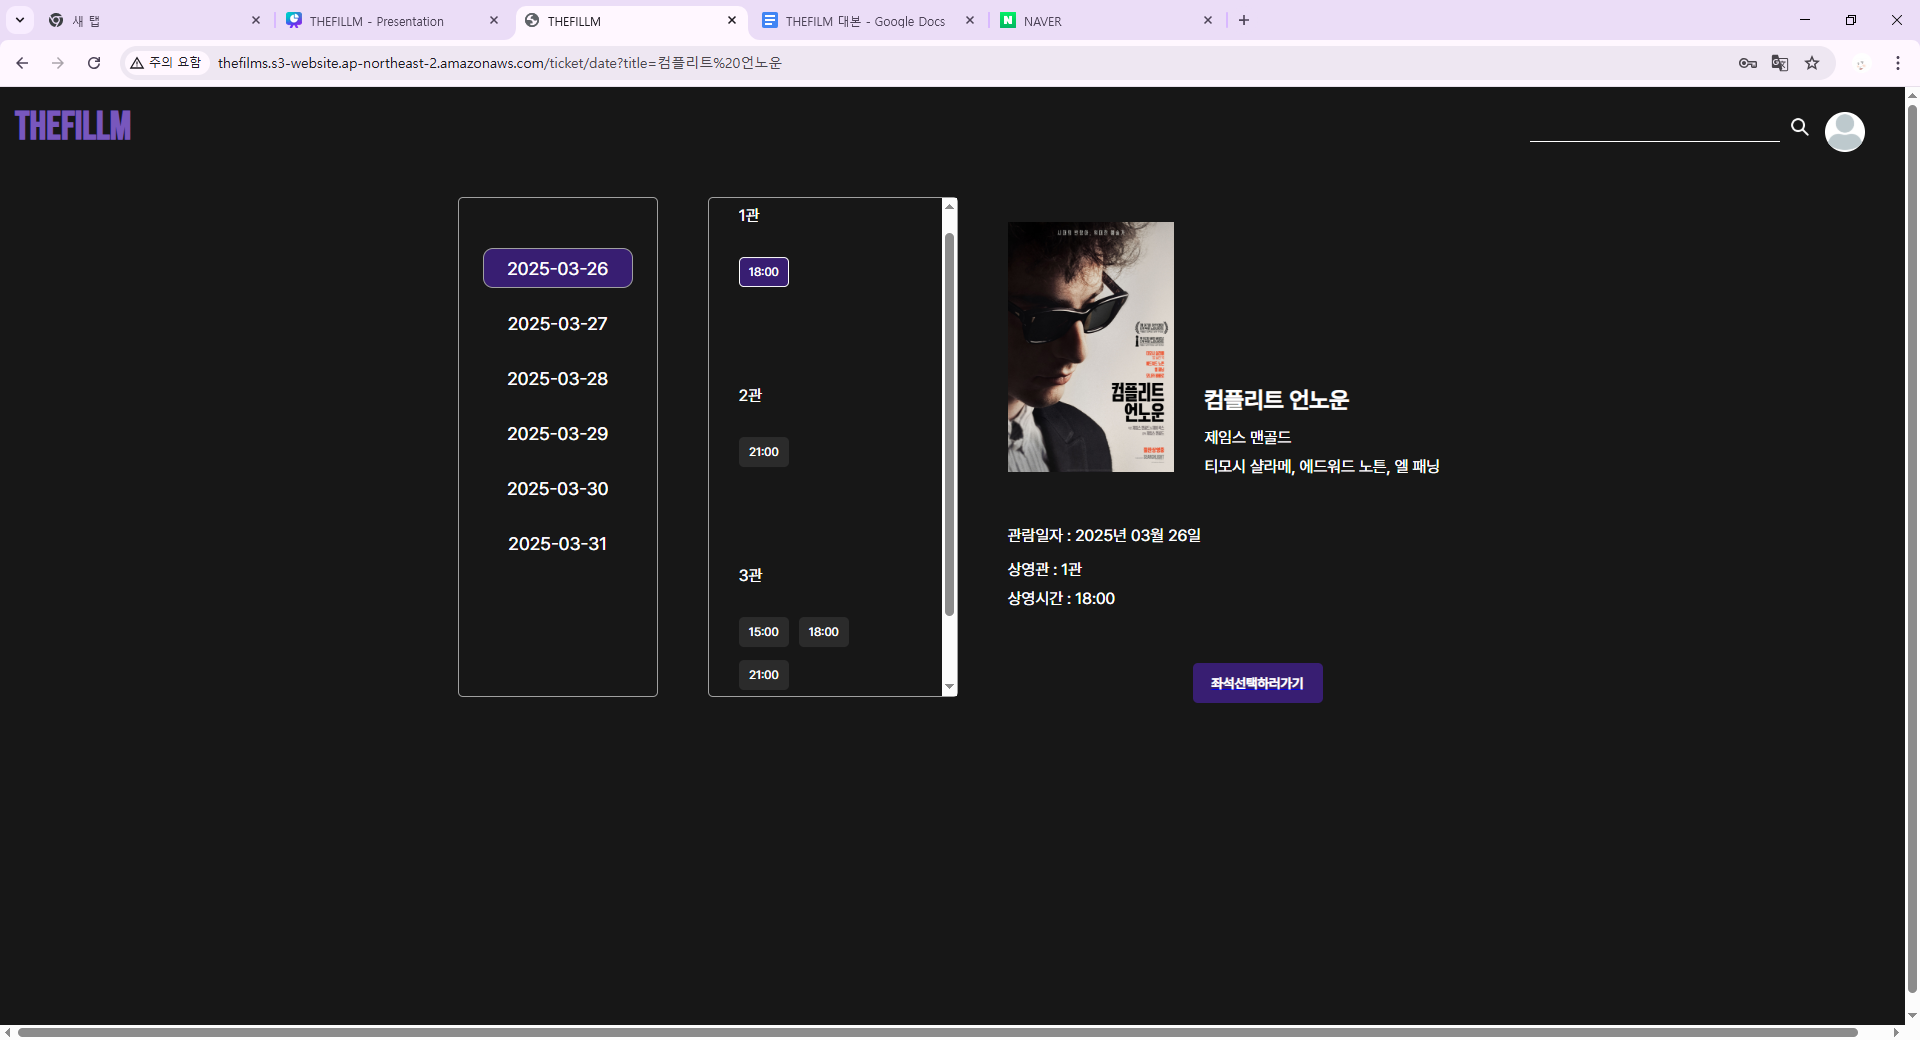 새 탭
THEFILLM - Presentation
THEFILLM
THEFILM 대본 - Google Docs
NAVER
주의 요함
thefilms.s3-website.ap-northeast-2.amazonaws.com/ticket/date?title=컴플리트%20언노운
THEFILLM
2025-03-26
2025-03-27
2025-03-28
2025-03-29
2025-03-30
2025-03-31
1관
18:00
2관
21:00
3관
15:00 18:00
21:00
컴플리트
언노운
컴플리트 언노운
제임스 맨골드
티모시 샬라메, 에드워드 노튼, 엘 패닝
관람일자 : 2025년 03월 26일
상영관 : 1관
상영시간 : 18:00
좌석선택하러가기